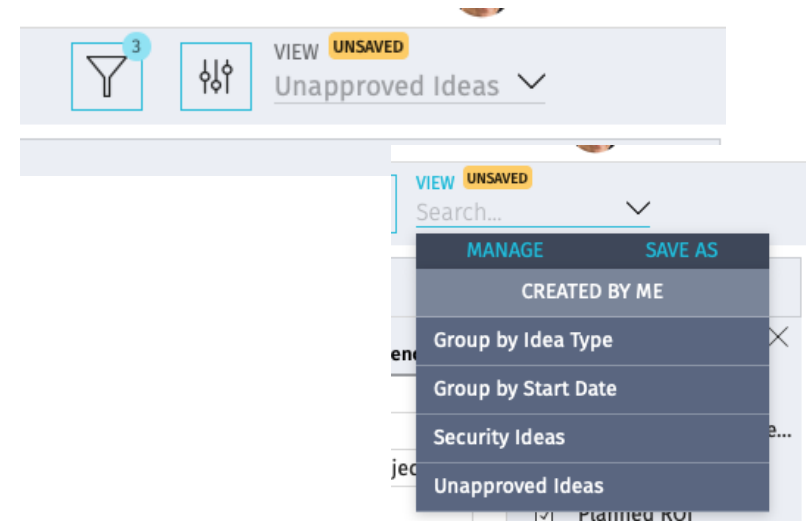 3
VIEW UNSAVED
Unapproved Ideas
VIEW UNSAVED
Search...
MANAGE SAVE AS
CREATED BY ME
Group by Idea Type
Group by Start Date
Security Ideas
Unapproved Ideas
Planned ROI